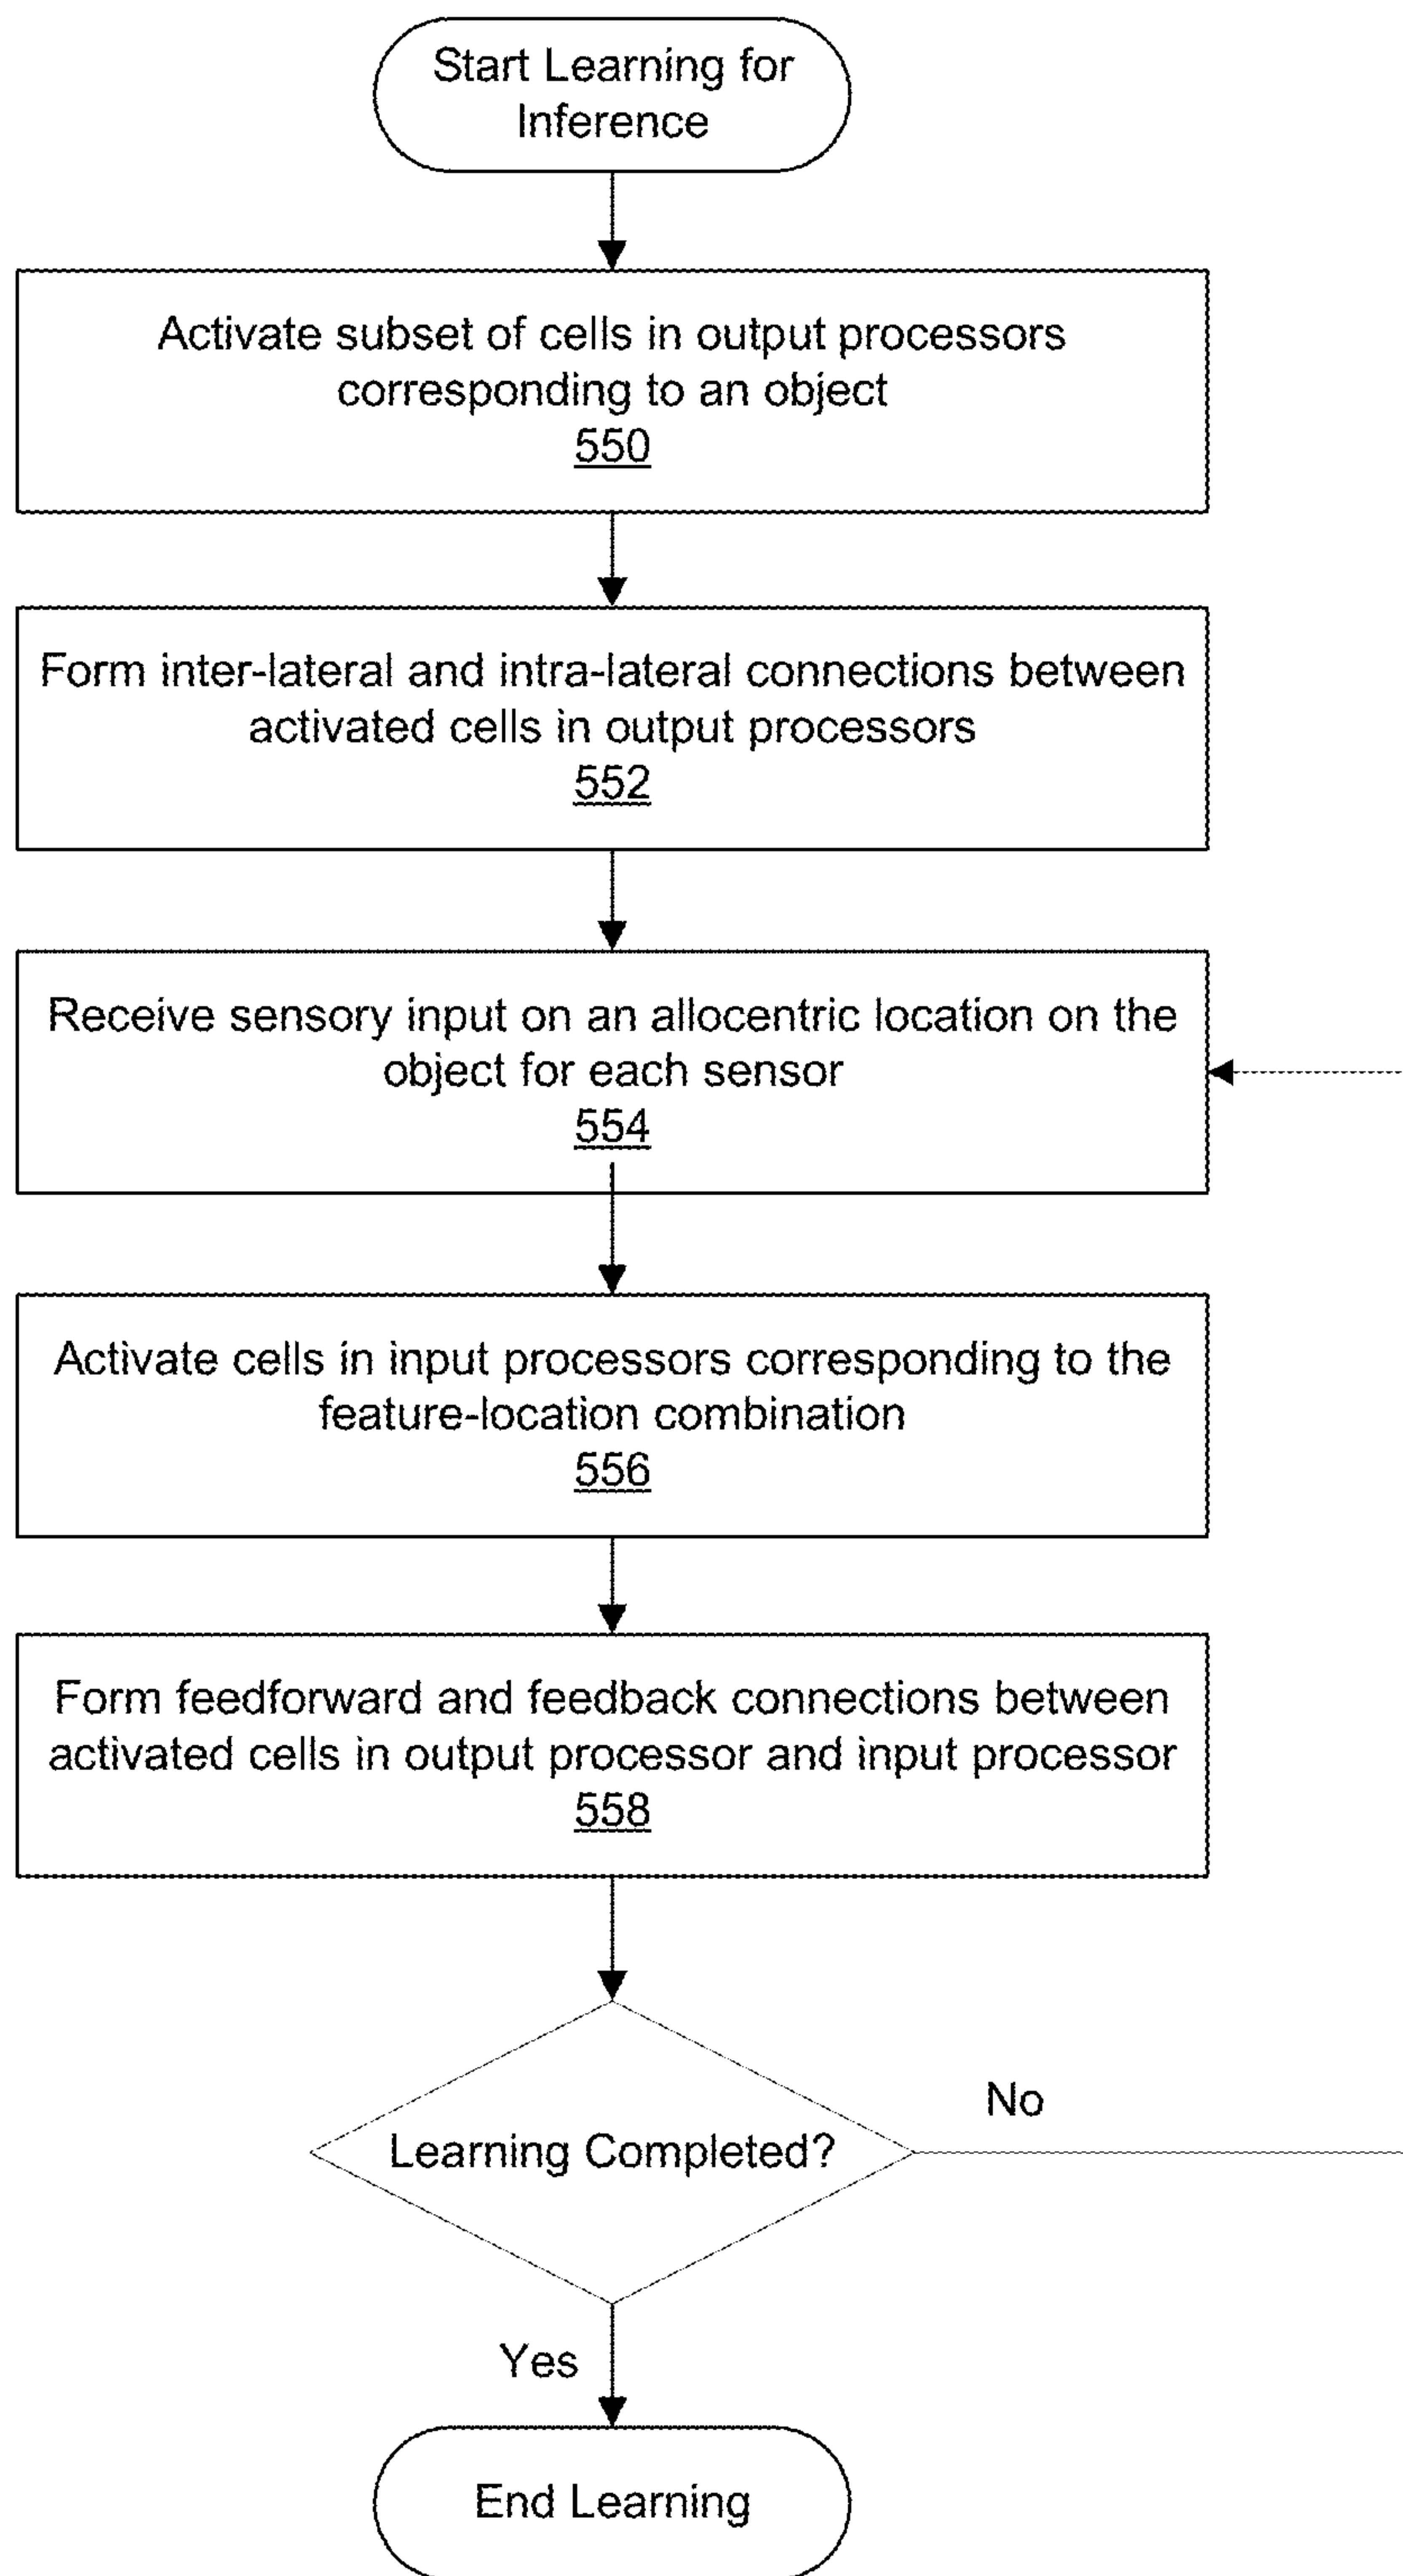 Start Learning for
Inference
Activate subset of cells in output processors
corresponding to an object
550
Form inter-lateral and intra-lateral connections between
activated cells in output processors
552
Receive sensory input on an allocentric location on the
object for each sensor
554
Activate cells in input processors corresponding to the
feature-location combination
556
Form feedforward and feedback connections between
activated cells in output processor and input processor
558
No
Learning Completed?
Yes
End Learning